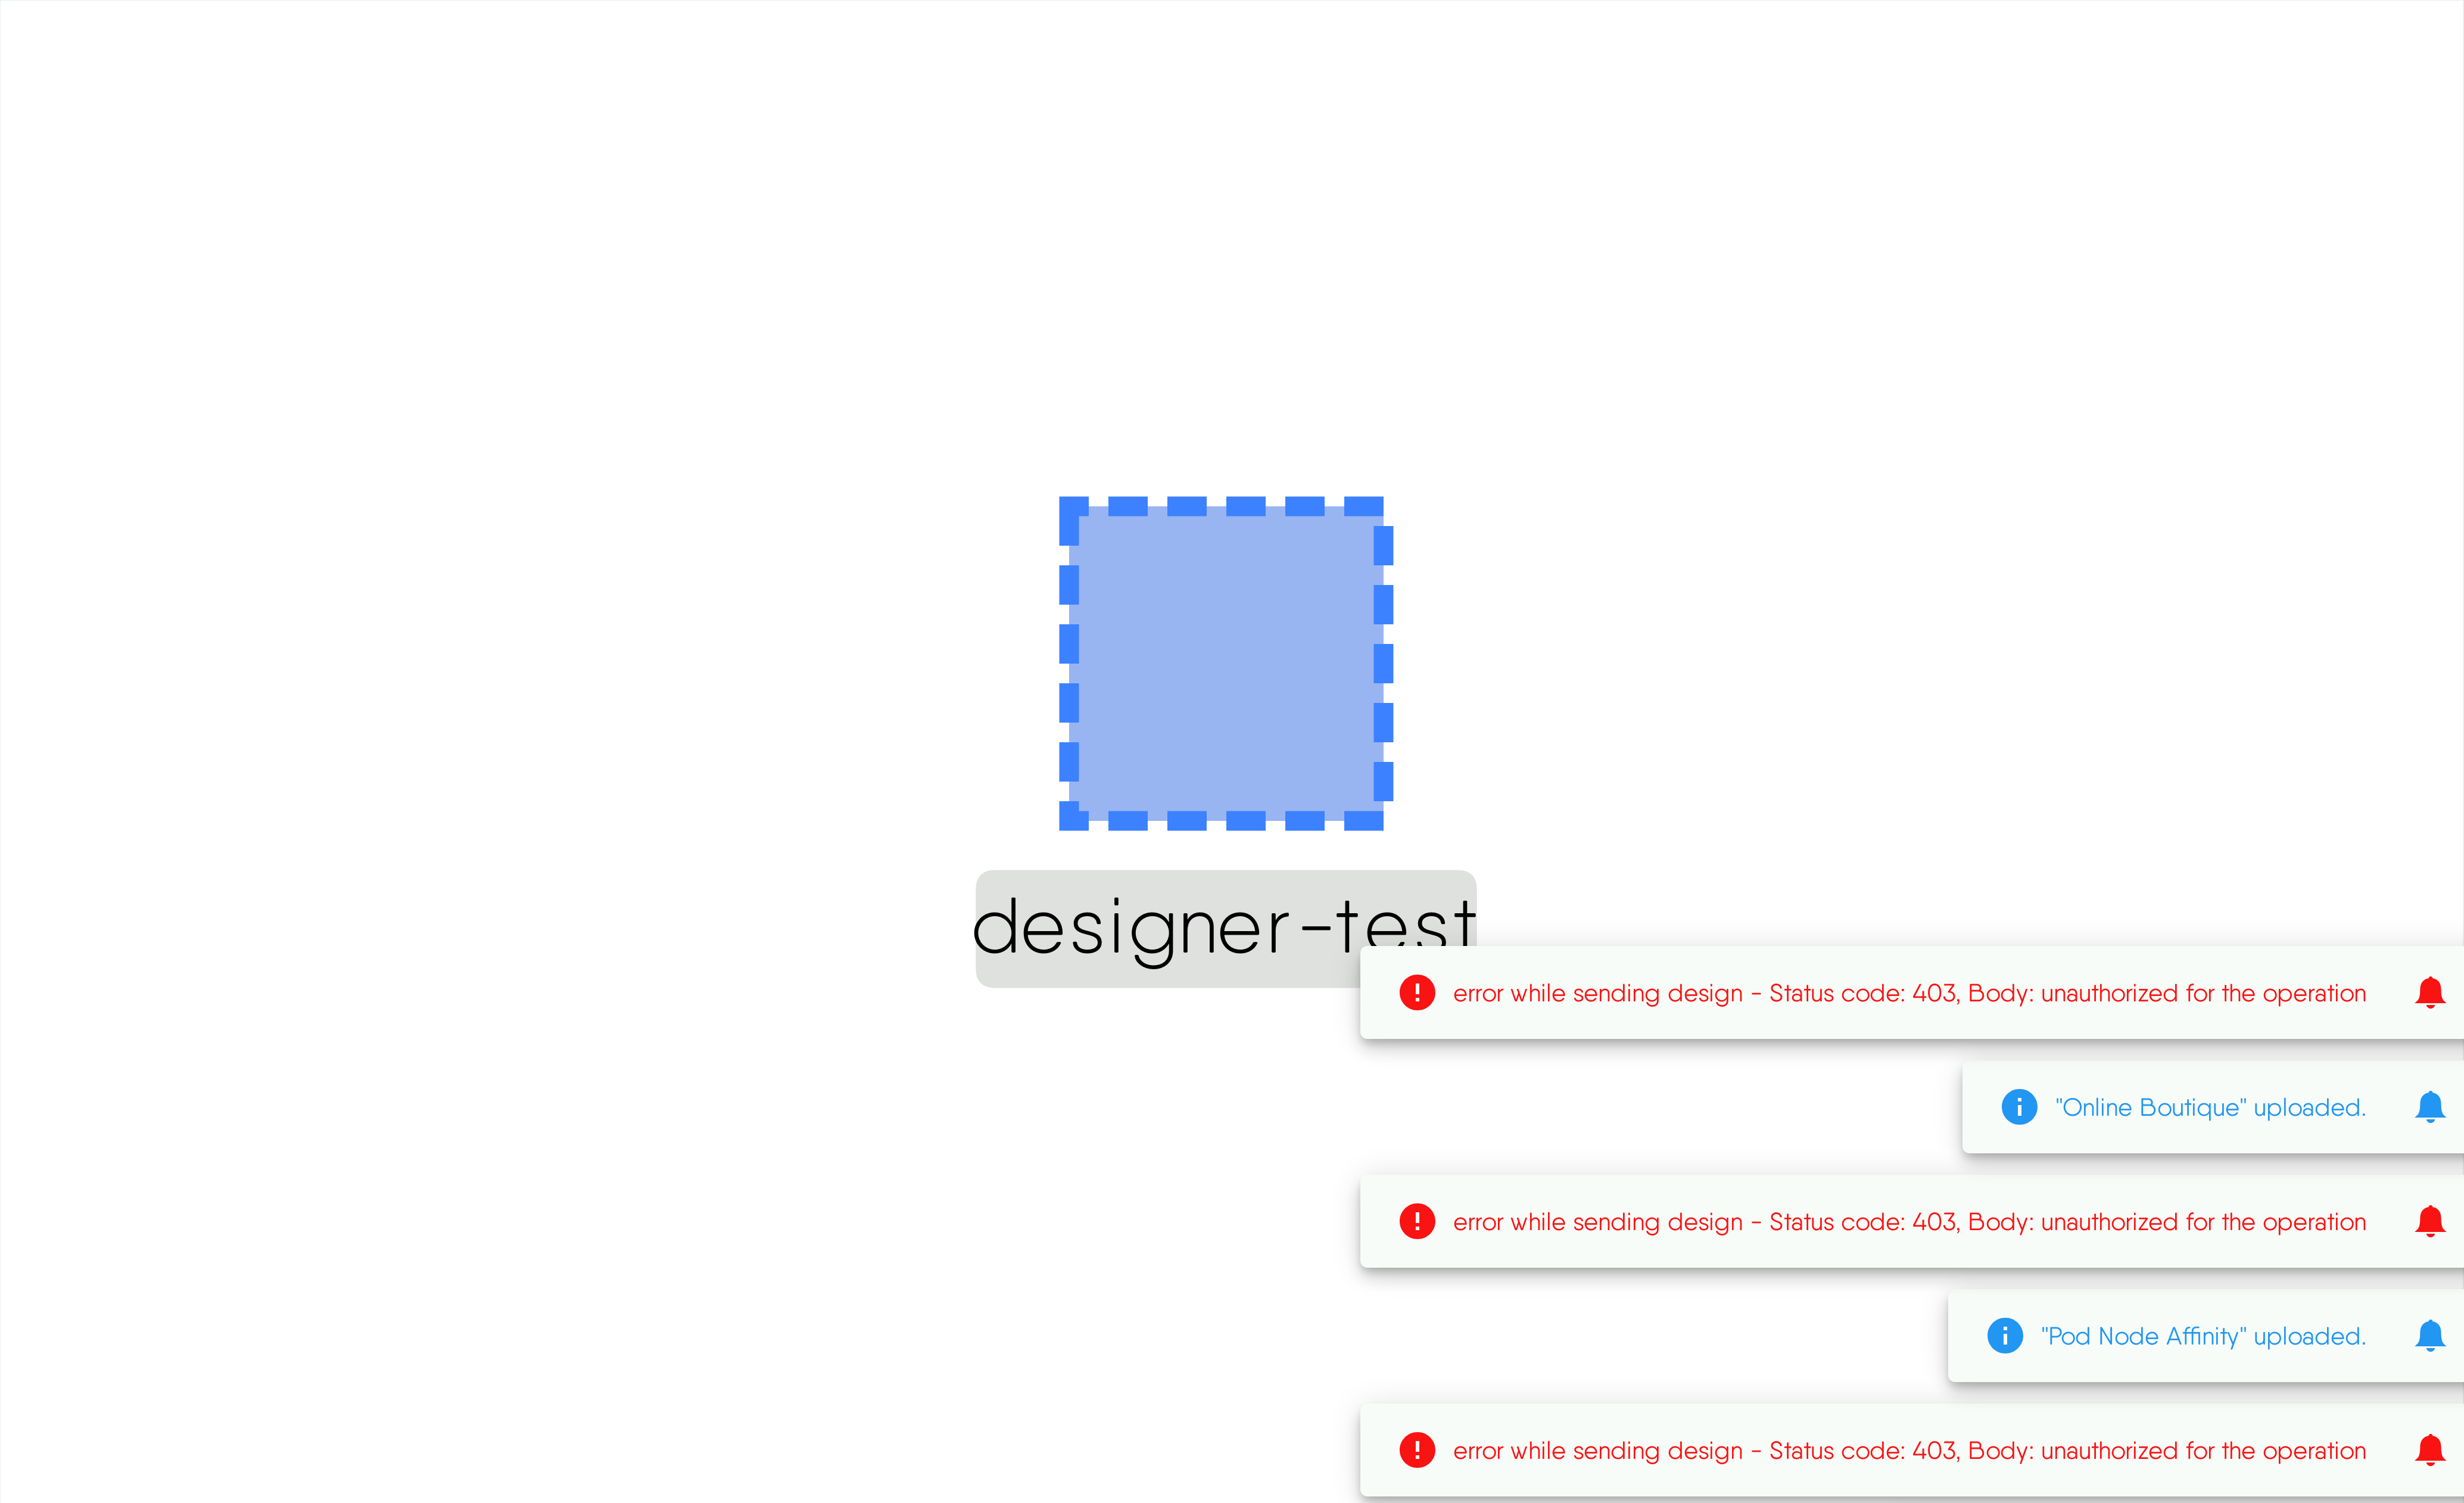 designer-test
error while sending design - Status code: 403, Body: unauthorized for the operation
"Online Boutique" uploaded.
error while sending design - Status code: 403, Body: unauthorized for the operation
"Pod Node Affinity" uploaded.
error while sending design - Status code: 403, Body: unauthorized for the operation